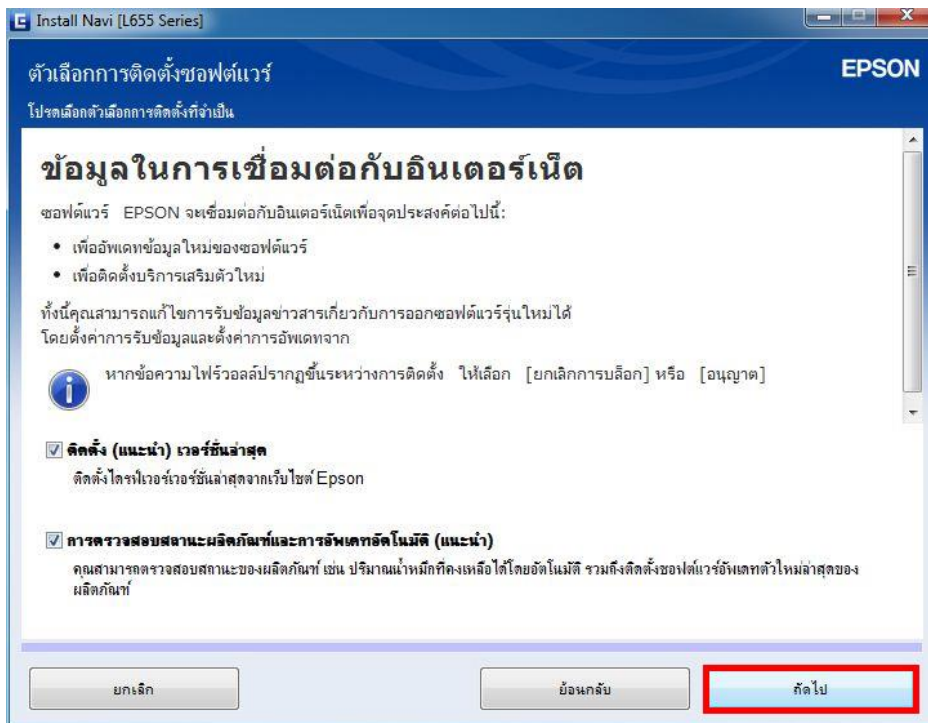 Install Navi [L655 Series]
ตัวเลือกการติดตั้งซอฟต์แวร์
EPSON
โปรดเลือกตัวเลือกการติดตั้งที่จำเป็น
ข้อมูลในการเชื่อมต่อกับอินเตอร์เน็ต
ซอฟต์แวร์ EPSON จะเชื่อมต่อกับอินเตอร์เน็ตเพื่อจุดประสงค์ต่อไปนี้:
• เพื่ออัพเดทข้อมูลใหม่ของซอฟต์แวร์
• เพื่อติดตั้งบริการเสริมตัวใหม่
ทั้งนี้คุณสามารถแก้ไขการรับข้อมูลข่าวสารเกี่ยวกับการออกซอฟต์แวร์รุ่นใหม่ได้
โดยตั้งค่าการรับข้อมูลและตั้งค่าการอัพเดทจาก
หากข้อความไฟร์วอลล์ปรากฏขึ้นระหว่างการติดตั้ง ให้เลือก [ยกเลิกการบล็อก] หรือ [อนุญาต]
ติดตั้ง (แนะนำ) เวอร์ชั่นล่าสุด
ติดตั้งไดรฟ์เวอร์เวอร์ชันล่าสุดจากเว็บไซต์ Epson
การตรวจสอบสถานะผลิตภัณฑ์และการอัพเดทอัตโนมัติ (แนะนำ)
คุณสามารถตรวจสอบสถานะของผลิตภัณฑ์ เช่น ปริมาณน้ำหมึกที่คงเหลือได้โดยอัตโนมัติ รวมถึงติดตั้งซอฟต์แวร์อัพเดทตัวใหม่ล่าสุดของ
ผลิตภัณฑ์
ยกเลิก
ย้อนกลับ
ถัดไป